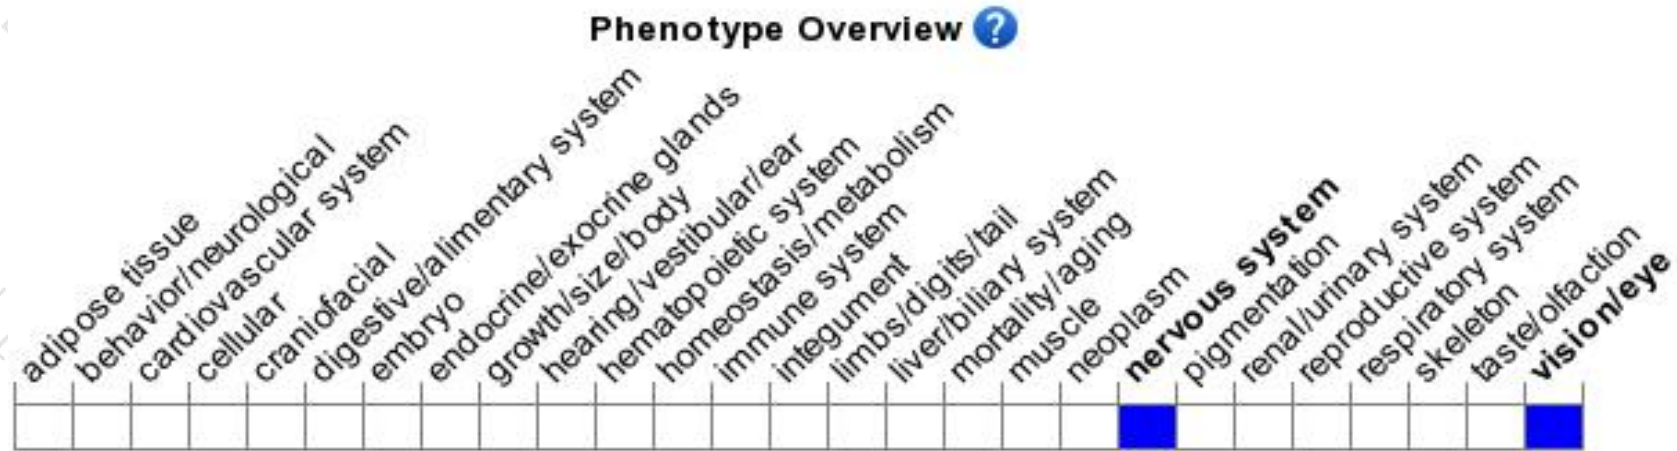 Phenotype Overview ?
adipose tissue
behavior/neurological
cardiovascular system
cellular
craniofacial
digestive/alimentary system
embryo
endocrine/exocrine glands
growth/size/body
hearing/vestibular/ear
hematopoietic system
homeostasis/metabolism
immune system
integument
limbs/digits/tail
liver/biliary system
mortality/aging
muscle
neoplasm
nervous system
pigmentation
renal/urinary system
reproductive system
respiratory system
skeleton
taste/olfaction
vision/eye